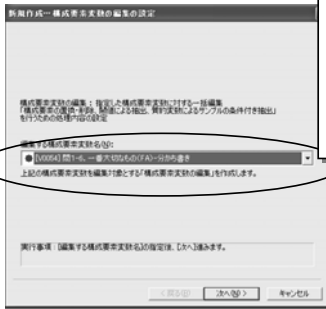 新規作成－構成要素変数の編集の設定
構成要素変数の編集：指定した構成要素変数に対する一括編集
「構成要素の置換・削除、閾値による抽出、質的変数によるサンプルの条件付き抽出」
を行うための処理内容の設定
編集する構成要素変数名(N):
[V0054] 問1-6. 一番大切なもの(FA)-分かち書き
上記の構成要素変数を編集対象とする「構成要素変数の編集」を作成します。
実行事項：[編集する構成要素変数名]の指定後、[次へ]進みます。
< 戻る(B) 次へ(N) > キャンセル